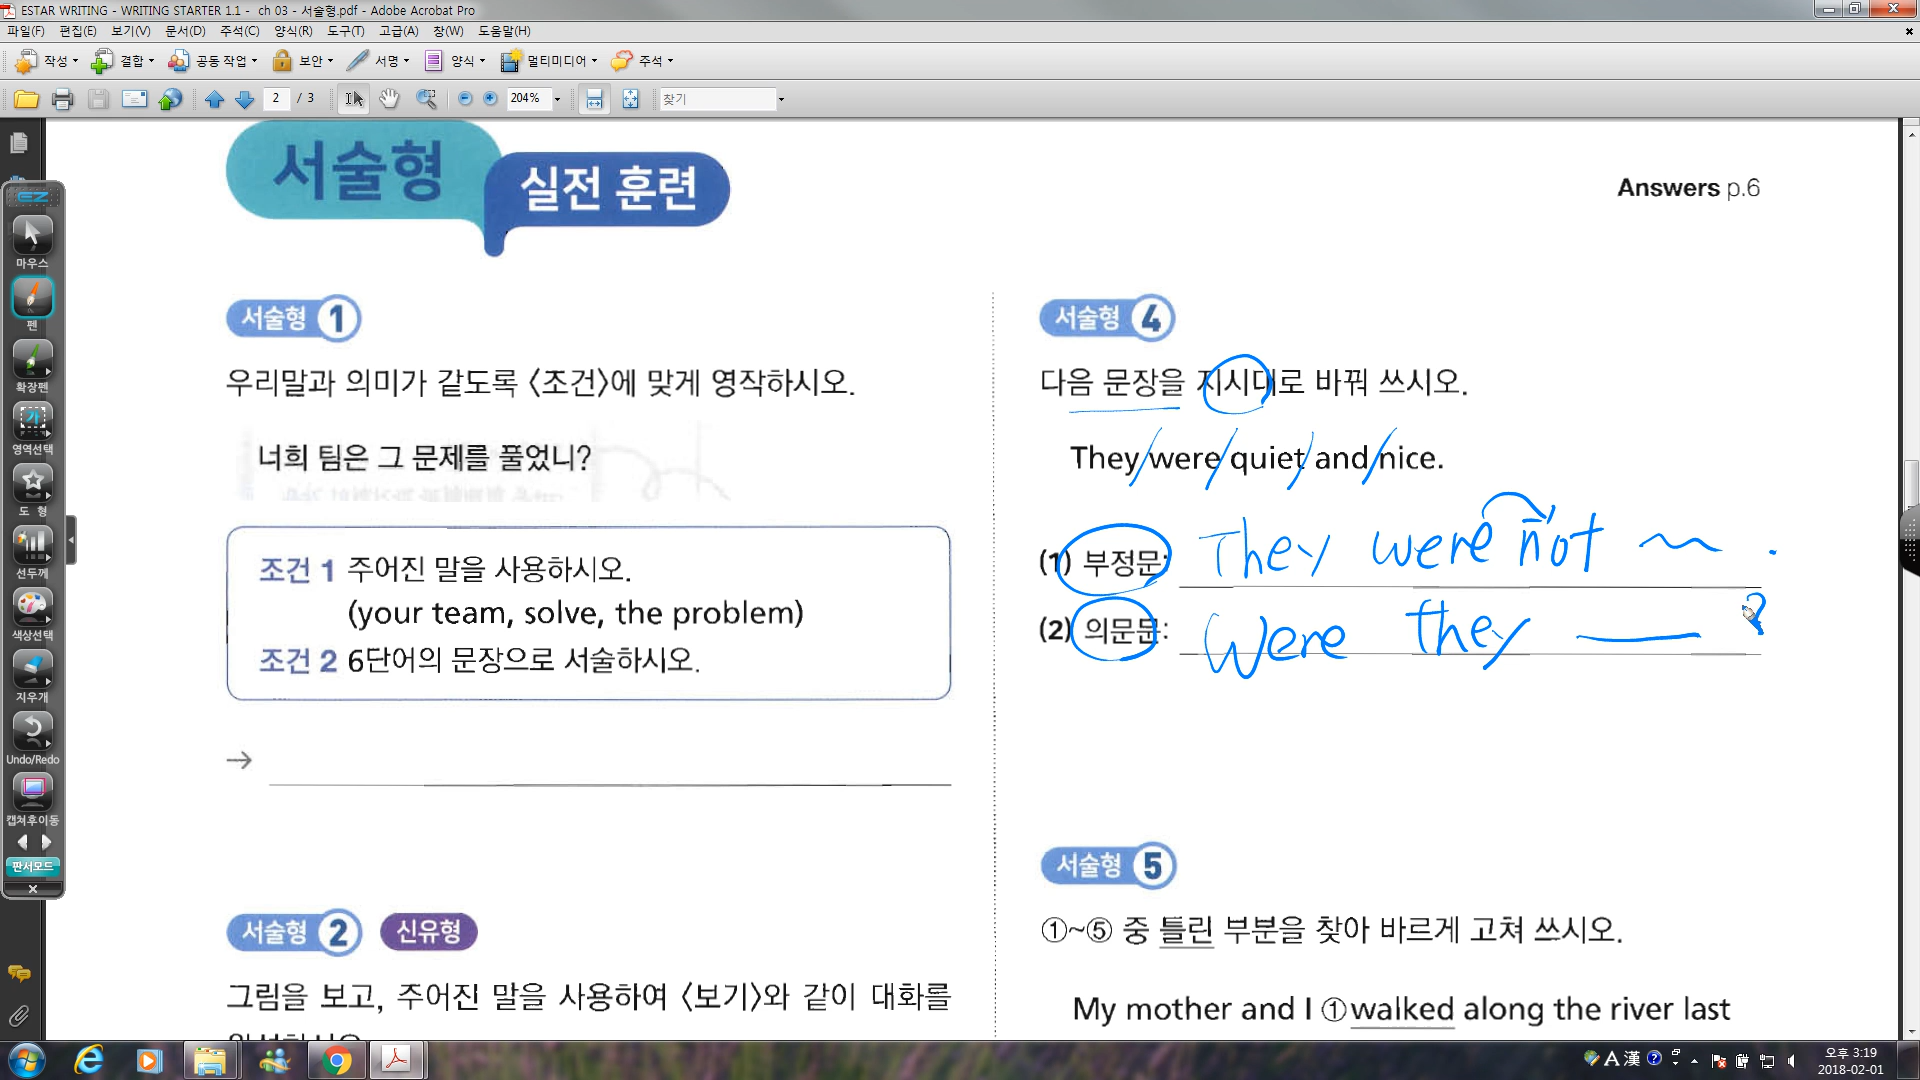 ESTAR WRITING - WRITING STARTER 1.1 - ch 03 - 서술형.pdf - Adobe Acrobat Pro
파일(F) 편집(E) 보기(V) 문서(D) 주석(C) 양식(R) 도구(T) 고급(A) 창(W) 도움말(H)
작성 결합 공동 작업 보안 서명 양식 멀티미디어 주석
2 / 3 204% 찾기
서술형 실전 훈련
Answers p.6
EZ
마우스
펜
확장펜
영역선택
도 형
선두께
색상선택
지우개
Undo/Redo
캡쳐후이동
판서모드
서술형 1
우리말과 의미가 같도록 〈조건〉에 맞게 영작하시오.
너희 팀은 그 문제를 풀었니?
조건 1 주어진 말을 사용하시오.
(your team, solve, the problem)
조건 2 6단어의 문장으로 서술하시오.
→
서술형 2 신유형
그림을 보고, 주어진 말을 사용하여 〈보기〉와 같이 대화를
서술형 4
다음 문장을 지시대로 바꿔 쓰시오.
They were quiet and nice.
(1) 부정문: They were not ~ .
(2) 의문문: Were they — ?
서술형 5
①~⑤ 중 틀린 부분을 찾아 바르게 고쳐 쓰시오.
My mother and I ①walked along the river last
A 漢
오후 3:19
2018-02-01